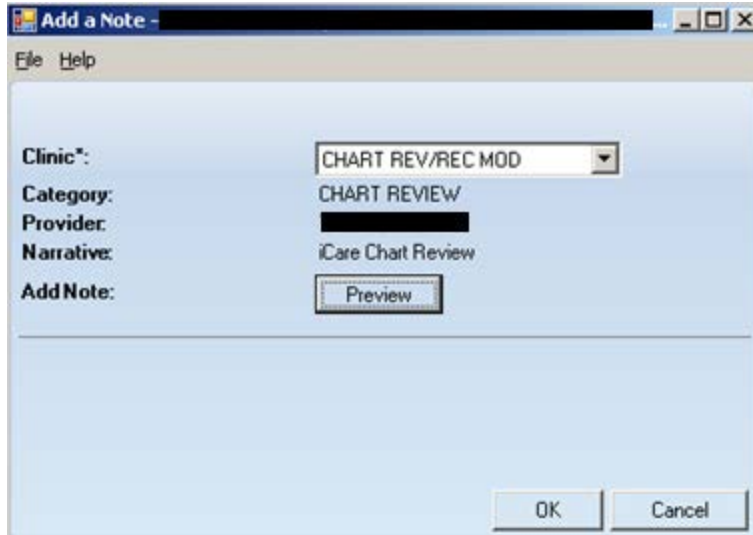 Add a Note - ...
File Help
Clinic*: CHART REV/REC MOD
Category: CHART REVIEW
Provider:
Narrative: iCare Chart Review
Add Note: Preview
OK Cancel